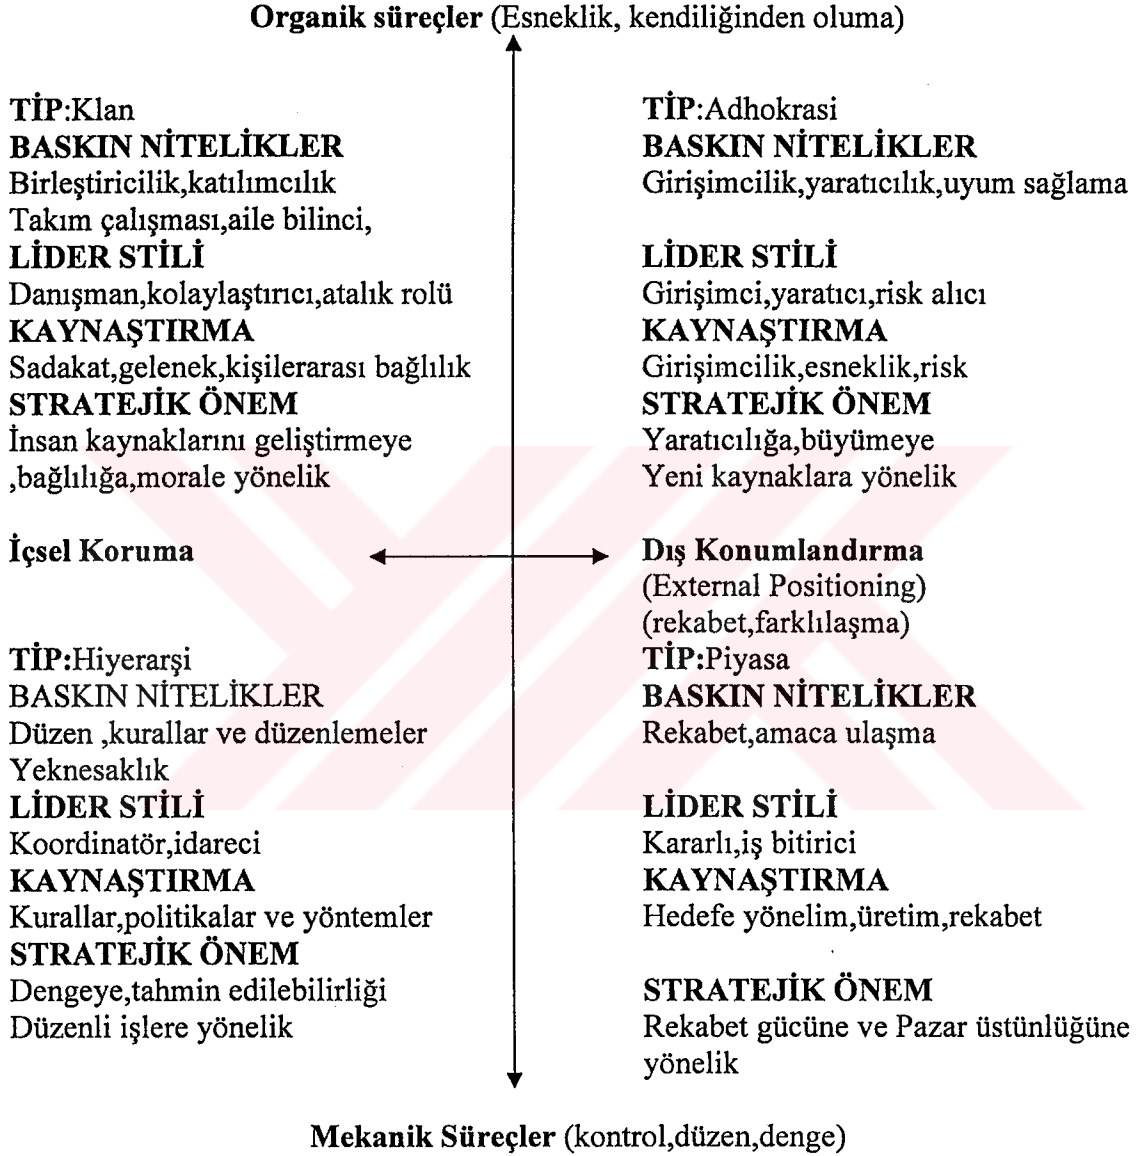 Organik süreçler (Esneklik, kendiliğinden oluma)
TİP:Klan
BASKIN NİTELİKLER
Birleştiricilik,katılımcılık
Takım çalışması,aile bilinci,
LİDER STİLİ
Danışman,kolaylaştırıcı,atalık rolü
KAYNAŞTIRMA
Sadakat,gelenek,kişilerarası bağlılık
STRATEJİK ÖNEM
İnsan kaynaklarını geliştirmeye
,bağlılığa,morale yönelik
TİP:Adhokrasi
BASKIN NİTELİKLER
Girişimcilik,yaratıcılık,uyum sağlama
LİDER STİLİ
Girişimci,yaratıcı,risk alıcı
KAYNAŞTIRMA
Girişimcilik,esneklik,risk
STRATEJİK ÖNEM
Yaratıcılığa,büyümeye
Yeni kaynaklara yönelik
İçsel Koruma
Dış Konumlandırma
(External Positioning)
(rekabet,farklılaşma)
TİP:Hiyerarşi
BASKIN NİTELİKLER
Düzen ,kurallar ve düzenlemeler
Yeknesaklık
LİDER STİLİ
Koordinatör,idareci
KAYNAŞTIRMA
Kurallar,politikalar ve yöntemler
STRATEJİK ÖNEM
Dengeye,tahmin edilebilirliği
Düzenli işlere yönelik
TİP:Piyasa
BASKIN NİTELİKLER
Rekabet,amaca ulaşma
LİDER STİLİ
Kararlı,iş bitirici
KAYNAŞTIRMA
Hedefe yönelim,üretim,rekabet
STRATEJİK ÖNEM
Rekabet gücüne ve Pazar üstünlüğüne
yönelik
Mekanik Süreçler (kontrol,düzen,denge)